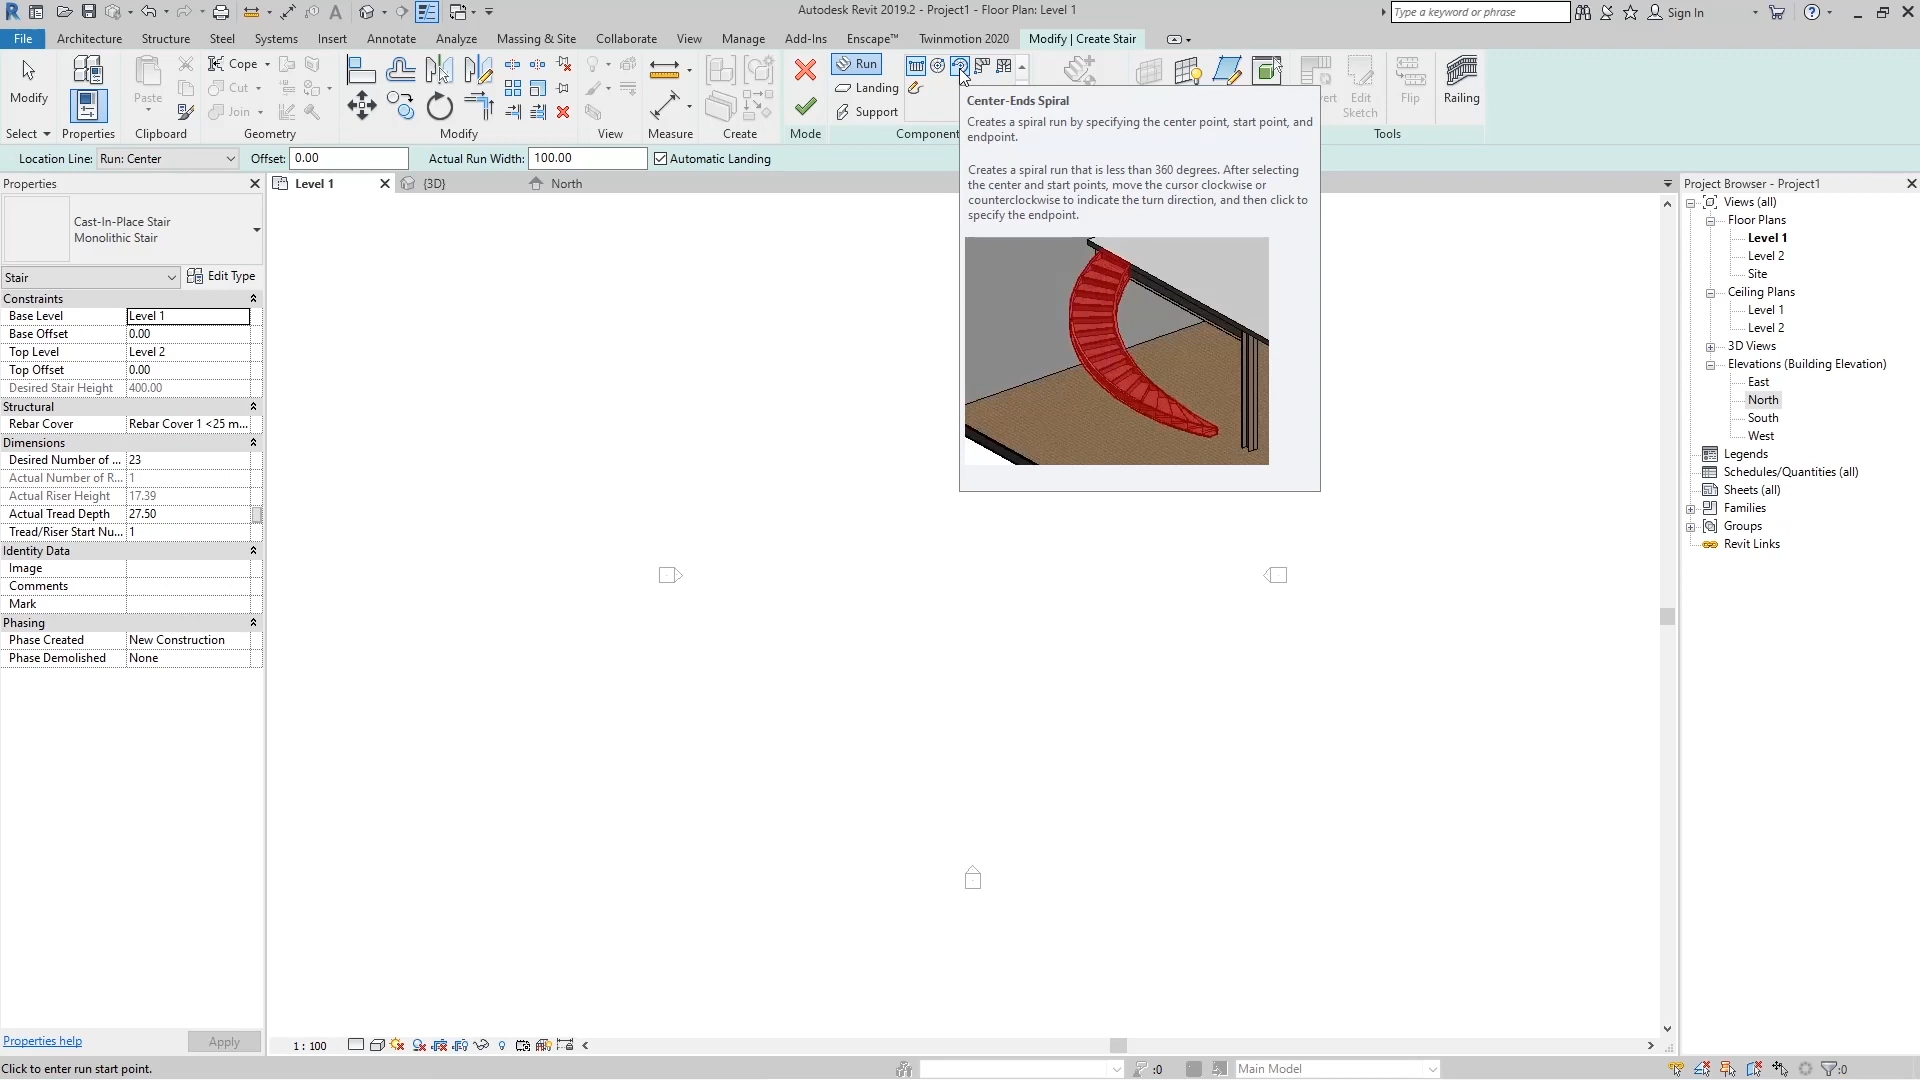 Autodesk Revit 2019.2 - Project1 - Floor Plan: Level 1
Type a keyword or phrase
Sign In
File
Architecture
Structure
Steel
Systems
Insert
Annotate
Analyze
Massing & Site
Collaborate
View
Manage
Add-Ins
Enscape™
Twinmotion 2020
Modify | Create Stair
Modify
Paste
Cope
Cut
Join
Run
Landing
Support
Edit
Sketch
Flip
Railing
Select
Properties
Clipboard
Geometry
Modify
View
Measure
Create
Mode
Component
Tools
Location Line:
Run: Center
Offset:
0.00
Actual Run Width:
100.00
Automatic Landing
Center-Ends Spiral
Creates a spiral run by specifying the center point, start point, and
endpoint.
Creates a spiral run that is less than 360 degrees. After selecting
the center and start points, move the cursor clockwise or
counterclockwise to indicate the turn direction, and then click to
specify the endpoint.
Properties
Level 1
{3D}
North
Cast-In-Place Stair
Monolithic Stair
Stair
Edit Type
Constraints
Base Level
Level 1
Base Offset
0.00
Top Level
Level 2
Top Offset
0.00
Desired Stair Height
400.00
Structural
Rebar Cover
Rebar Cover 1 <25 m...
Dimensions
Desired Number of ...
23
Actual Number of R...
1
Actual Riser Height
17.39
Actual Tread Depth
27.50
Tread/Riser Start Nu...
1
Identity Data
Image
Comments
Mark
Phasing
Phase Created
New Construction
Phase Demolished
None
Properties help
Apply
Project Browser - Project1
Views (all)
Floor Plans
Level 1
Level 2
Site
Ceiling Plans
Level 1
Level 2
3D Views
Elevations (Building Elevation)
East
North
South
West
Legends
Schedules/Quantities (all)
Sheets (all)
Families
Groups
Revit Links
1 : 100
Click to enter run start point.
:0
Main Model
:0